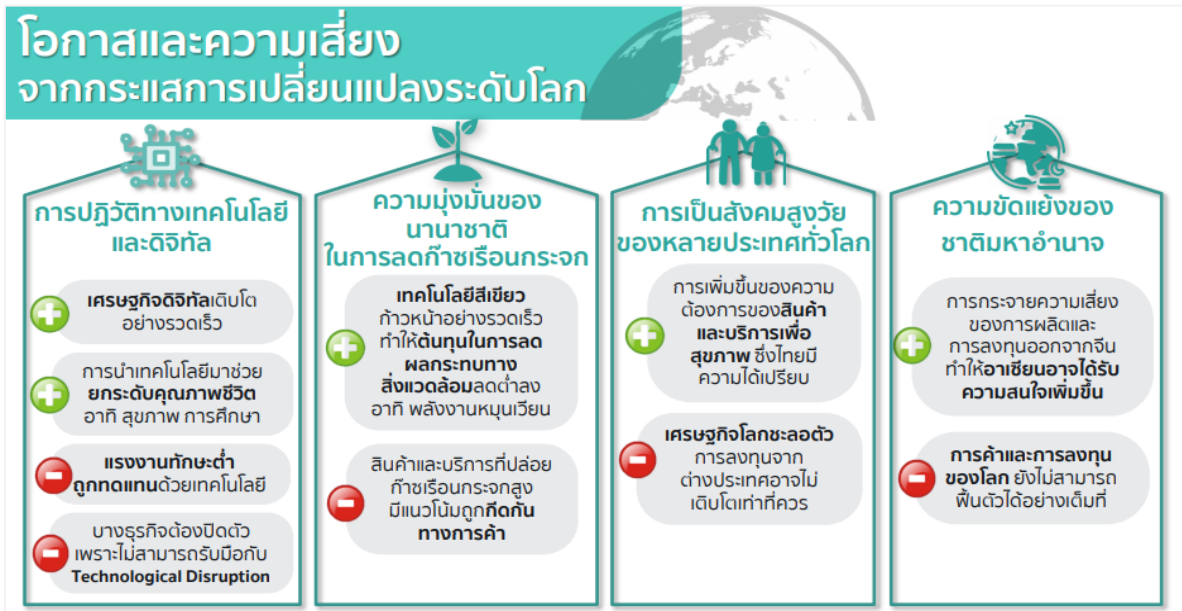 โอกาสและความเสี่ยง
จากกระแสการเปลี่ยนแปลงระดับโลก
การปฏิวัติทางเทคโนโลยี
และดิจิทัล
เศรษฐกิจดิจิทัลเติบโต
อย่างรวดเร็ว
การนำเทคโนโลยีมาช่วย
ยกระดับคุณภาพชีวิต
อาทิ สุขภาพ การศึกษา
แรงงานทักษะต่ำ
ถูกทดแทนด้วยเทคโนโลยี
บางธุรกิจต้องปิดตัว
เพราะไม่สามารถรับมือกับ
Technological Disruption
ความมุ่งมั่นของ
นานาชาติ
ในการลดก๊าซเรือนกระจก
เทคโนโลยีสีเขียว
ก้าวหน้าอย่างรวดเร็ว
ทำให้ต้นทุนในการลด
ผลกระทบทาง
สิ่งแวดล้อมลดต่ำลง
อาทิ พลังงานหมุนเวียน
สินค้าและบริการที่ปล่อย
ก๊าซเรือนกระจกสูง
มีแนวโน้มถูกกีดกัน
ทางการค้า
การเป็นสังคมสูงวัย
ของหลายประเทศทั่วโลก
การเพิ่มขึ้นของความ
ต้องการของสินค้า
และบริการเพื่อ
สุขภาพ ซึ่งไทยมี
ความได้เปรียบ
เศรษฐกิจโลกชะลอตัว
การลงทุนจาก
ต่างประเทศอาจไม่
เติบโตเท่าที่ควร
ความขัดแย้งของ
ชาติมหาอำนาจ
การกระจายความเสี่ยง
ของการผลิตและ
การลงทุนออกจากจีน
ทำให้อาเซียนอาจได้รับ
ความสนใจเพิ่มขึ้น
การค้าและการลงทุน
ของโลก ยังไม่สามารถ
ฟื้นตัวได้อย่างเต็มที่